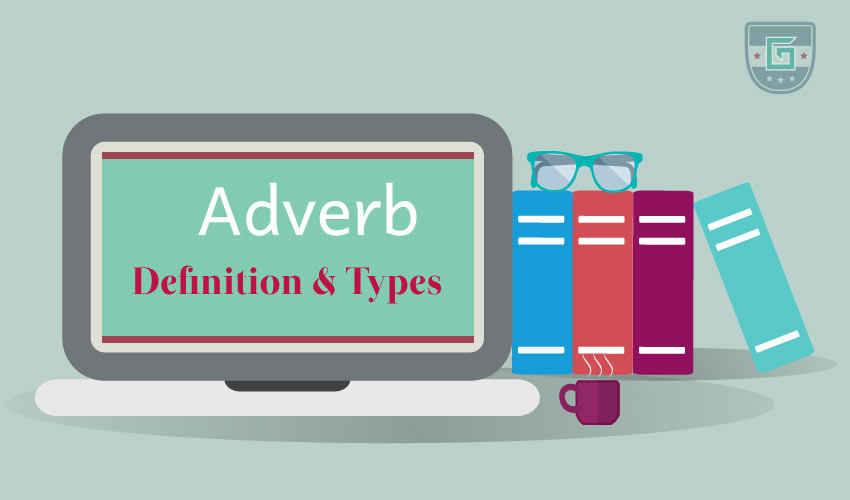 G
Adverb
Definition & Types